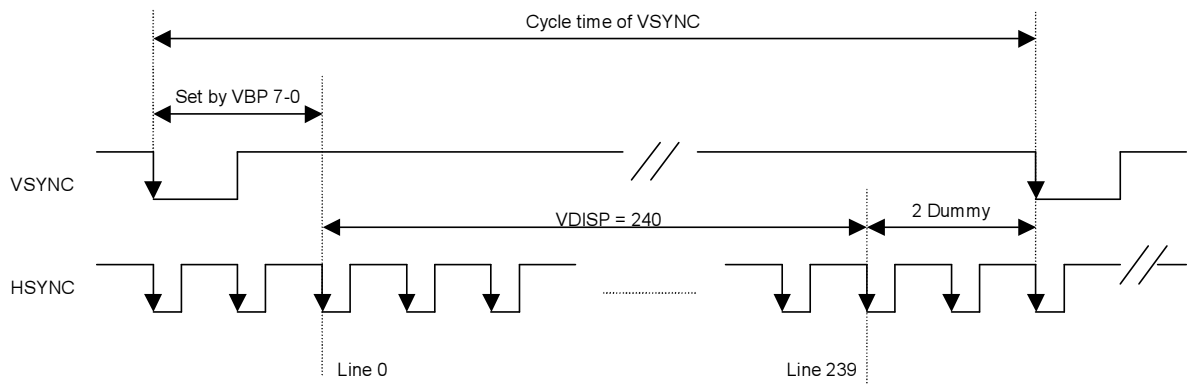 Cycle time of VSYNC
Set by VBP 7-0
VSYNC
VDISP = 240
2 Dummy
HSYNC
Line 0
Line 239